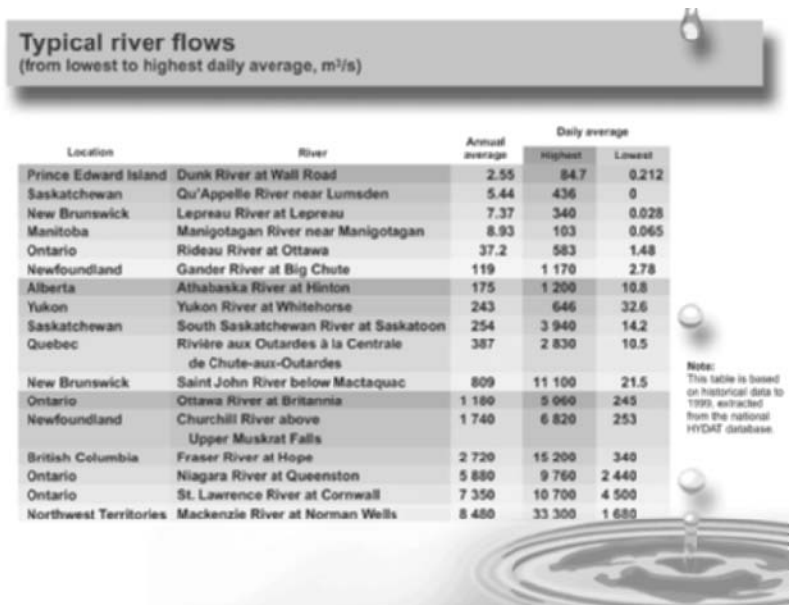 Typical river flows
(from lowest to highest daily average, m³/s)
Daily average
Location River Annual average Highest Lowest
Prince Edward Island Dunk River at Wall Road 2.55 84.7 0.212
Saskatchewan Qu'Appelle River near Lumsden 5.44 436 0
New Brunswick Lepreau River at Lepreau 7.37 340 0.028
Manitoba Manigotagan River near Manigotagan 8.93 103 0.065
Ontario Rideau River at Ottawa 37.2 583 1.48
Newfoundland Gander River at Big Chute 119 1 170 2.78
Alberta Athabaska River at Hinton 175 1 200 10.8
Yukon Yukon River at Whitehorse 243 646 32.6
Saskatchewan South Saskatchewan River at Saskatoon 254 3 940 14.2
Quebec Rivière aux Outardes à la Centrale 387 2 830 10.5
de Chute-aux-Outardes
New Brunswick Saint John River below Mactaquac 809 11 100 21.5
Ontario Ottawa River at Britannia 1 180 5 060 245
Newfoundland Churchill River above 1 740 6 820 253
Upper Muskrat Falls
British Columbia Fraser River at Hope 2 720 15 200 340
Ontario Niagara River at Queenston 5 880 9 760 2 440
Ontario St. Lawrence River at Cornwall 7 350 10 700 4 500
Northwest Territories Mackenzie River at Norman Wells 8 480 33 300 1 680
Note:
This table is based
on historical data to
1999, extracted
from the national
HYDAT database.